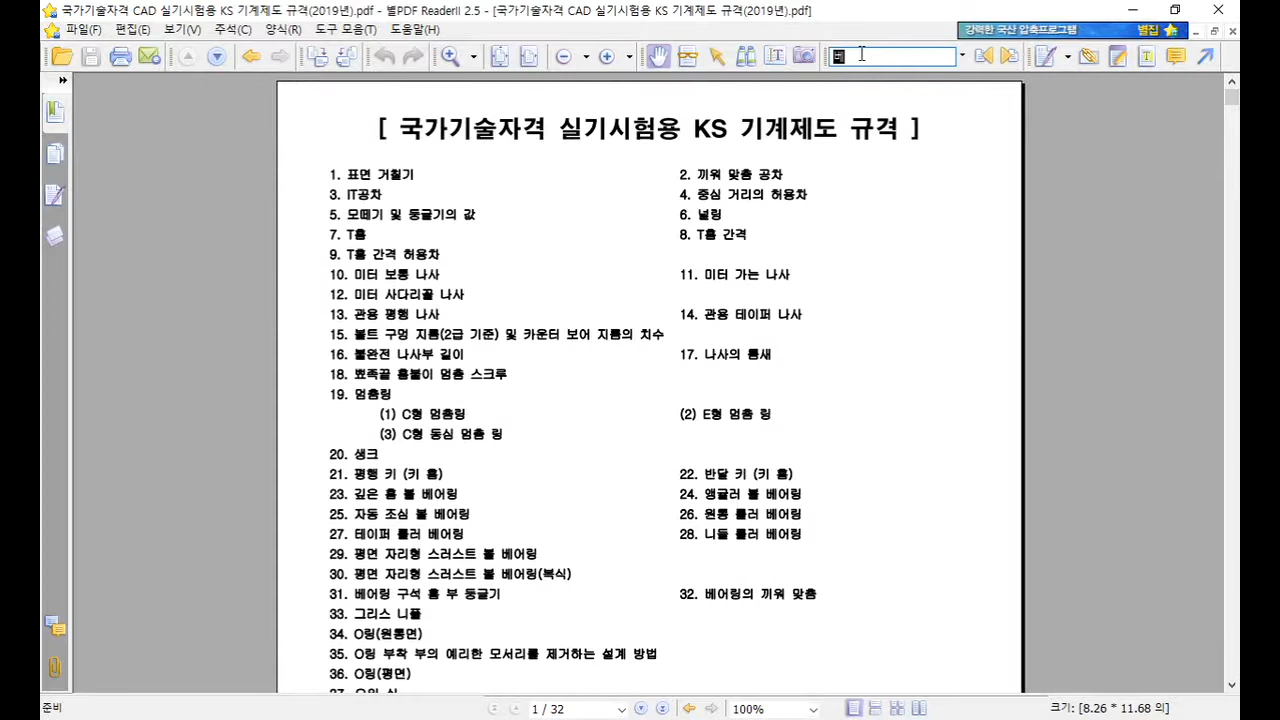 국가기술자격 CAD 실기시험용 KS 기계제도 규격(2019년).pdf - 별PDF ReaderII 2.5 - [국가기술자격 CAD 실기시험용 KS 기계제도 규격(2019년).pdf]
파일(F) 편집(E) 보기(V) 주석(C) 양식(R) 도구 모음(T) 도움말(H) 강력한 국산 압축프로그램 별집
[ 국가기술자격 실기시험용 KS 기계제도 규격 ]
1. 표면 거칠기 2. 끼워 맞춤 공차
3. IT공차 4. 중심 거리의 허용차
5. 모떼기 및 둥글기의 값 6. 널링
7. T홈 8. T홈 간격
9. T홈 간격 허용차
10. 미터 보통 나사 11. 미터 가는 나사
12. 미터 사다리꼴 나사
13. 관용 평행 나사 14. 관용 테이퍼 나사
15. 볼트 구멍 지름(2급 기준) 및 카운터 보어 지름의 치수
16. 불완전 나사부 길이 17. 나사의 틈새
18. 뾰족끝 홈붙이 멈춤 스크루
19. 멈춤링
(1) C형 멈춤링 (2) E형 멈춤 링
(3) C형 동심 멈춤 링
20. 생크
21. 평행 키 (키 홈) 22. 반달 키 (키 홈)
23. 깊은 홈 볼 베어링 24. 앵귤러 볼 베어링
25. 자동 조심 볼 베어링 26. 원통 롤러 베어링
27. 테이퍼 롤러 베어링 28. 니들 롤러 베어링
29. 평면 자리형 스러스트 볼 베어링
30. 평면 자리형 스러스트 볼 베어링(복식)
31. 베어링 구석 홈 부 둥글기 32. 베어링의 끼워 맞춤
33. 그리스 니플
34. O링(원통면)
35. O링 부착 부의 예리한 모서리를 제거하는 설계 방법
36. O링(평면)
37. 오일 실
준비 1 / 32 100% 크기: [8.26 * 11.68 의]